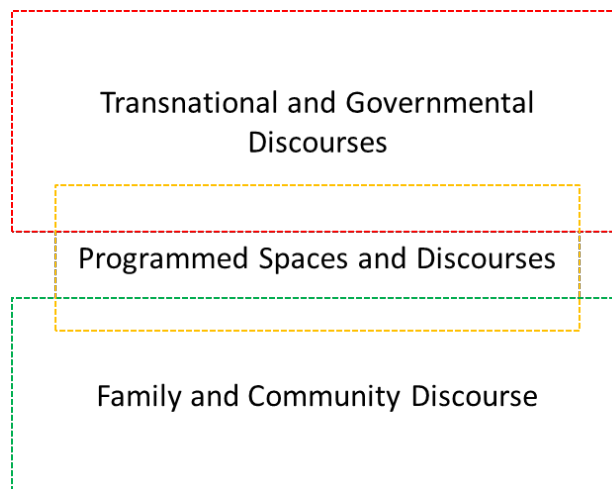 Transnational and Governmental
Discourses
Programmed Spaces and Discourses
Family and Community Discourse